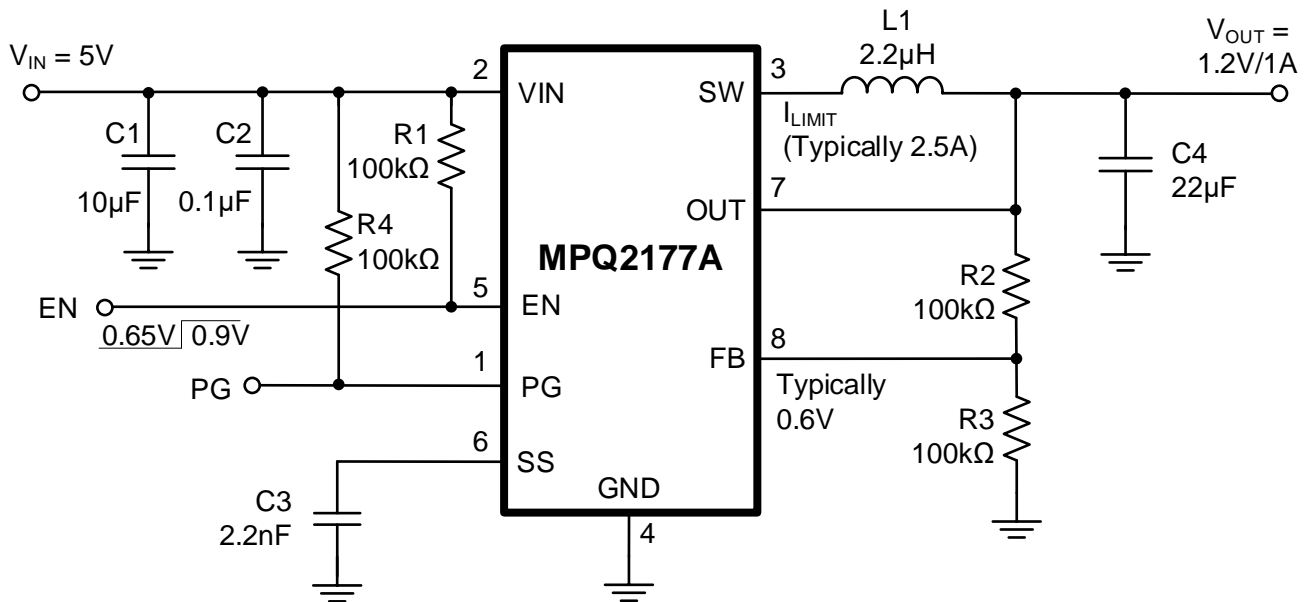 V_IN = 5V
C1
10µF
C2
0.1µF
R4
100kΩ
R1
100kΩ
EN
0.65V 0.9V
PG
C3
2.2nF
2
VIN
5
EN
1
PG
6
SS
MPQ2177A
GND
4
SW
3
OUT
7
FB
8
L1
2.2µH
I_LIMIT
(Typically 2.5A)
Typically
0.6V
R2
100kΩ
R3
100kΩ
C4
22µF
V_OUT =
1.2V/1A